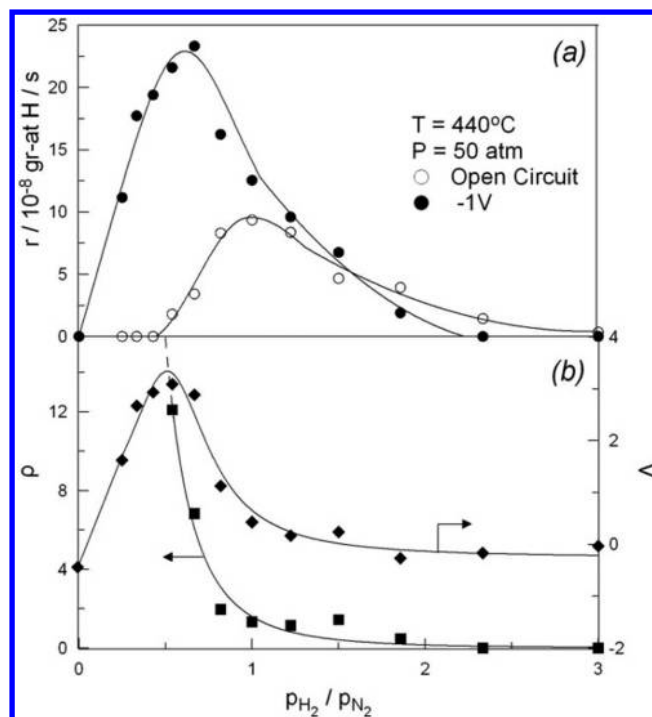 25
20
15
10
5
0
r / 10⁻⁸ gr-at H / s
(a)
T = 440ºC
P = 50 atm
Open Circuit
-1V
(b)
12
8
4
0
ρ
4
2
0
-2
Λ
0 1 2 3
p_H₂ / p_N₂